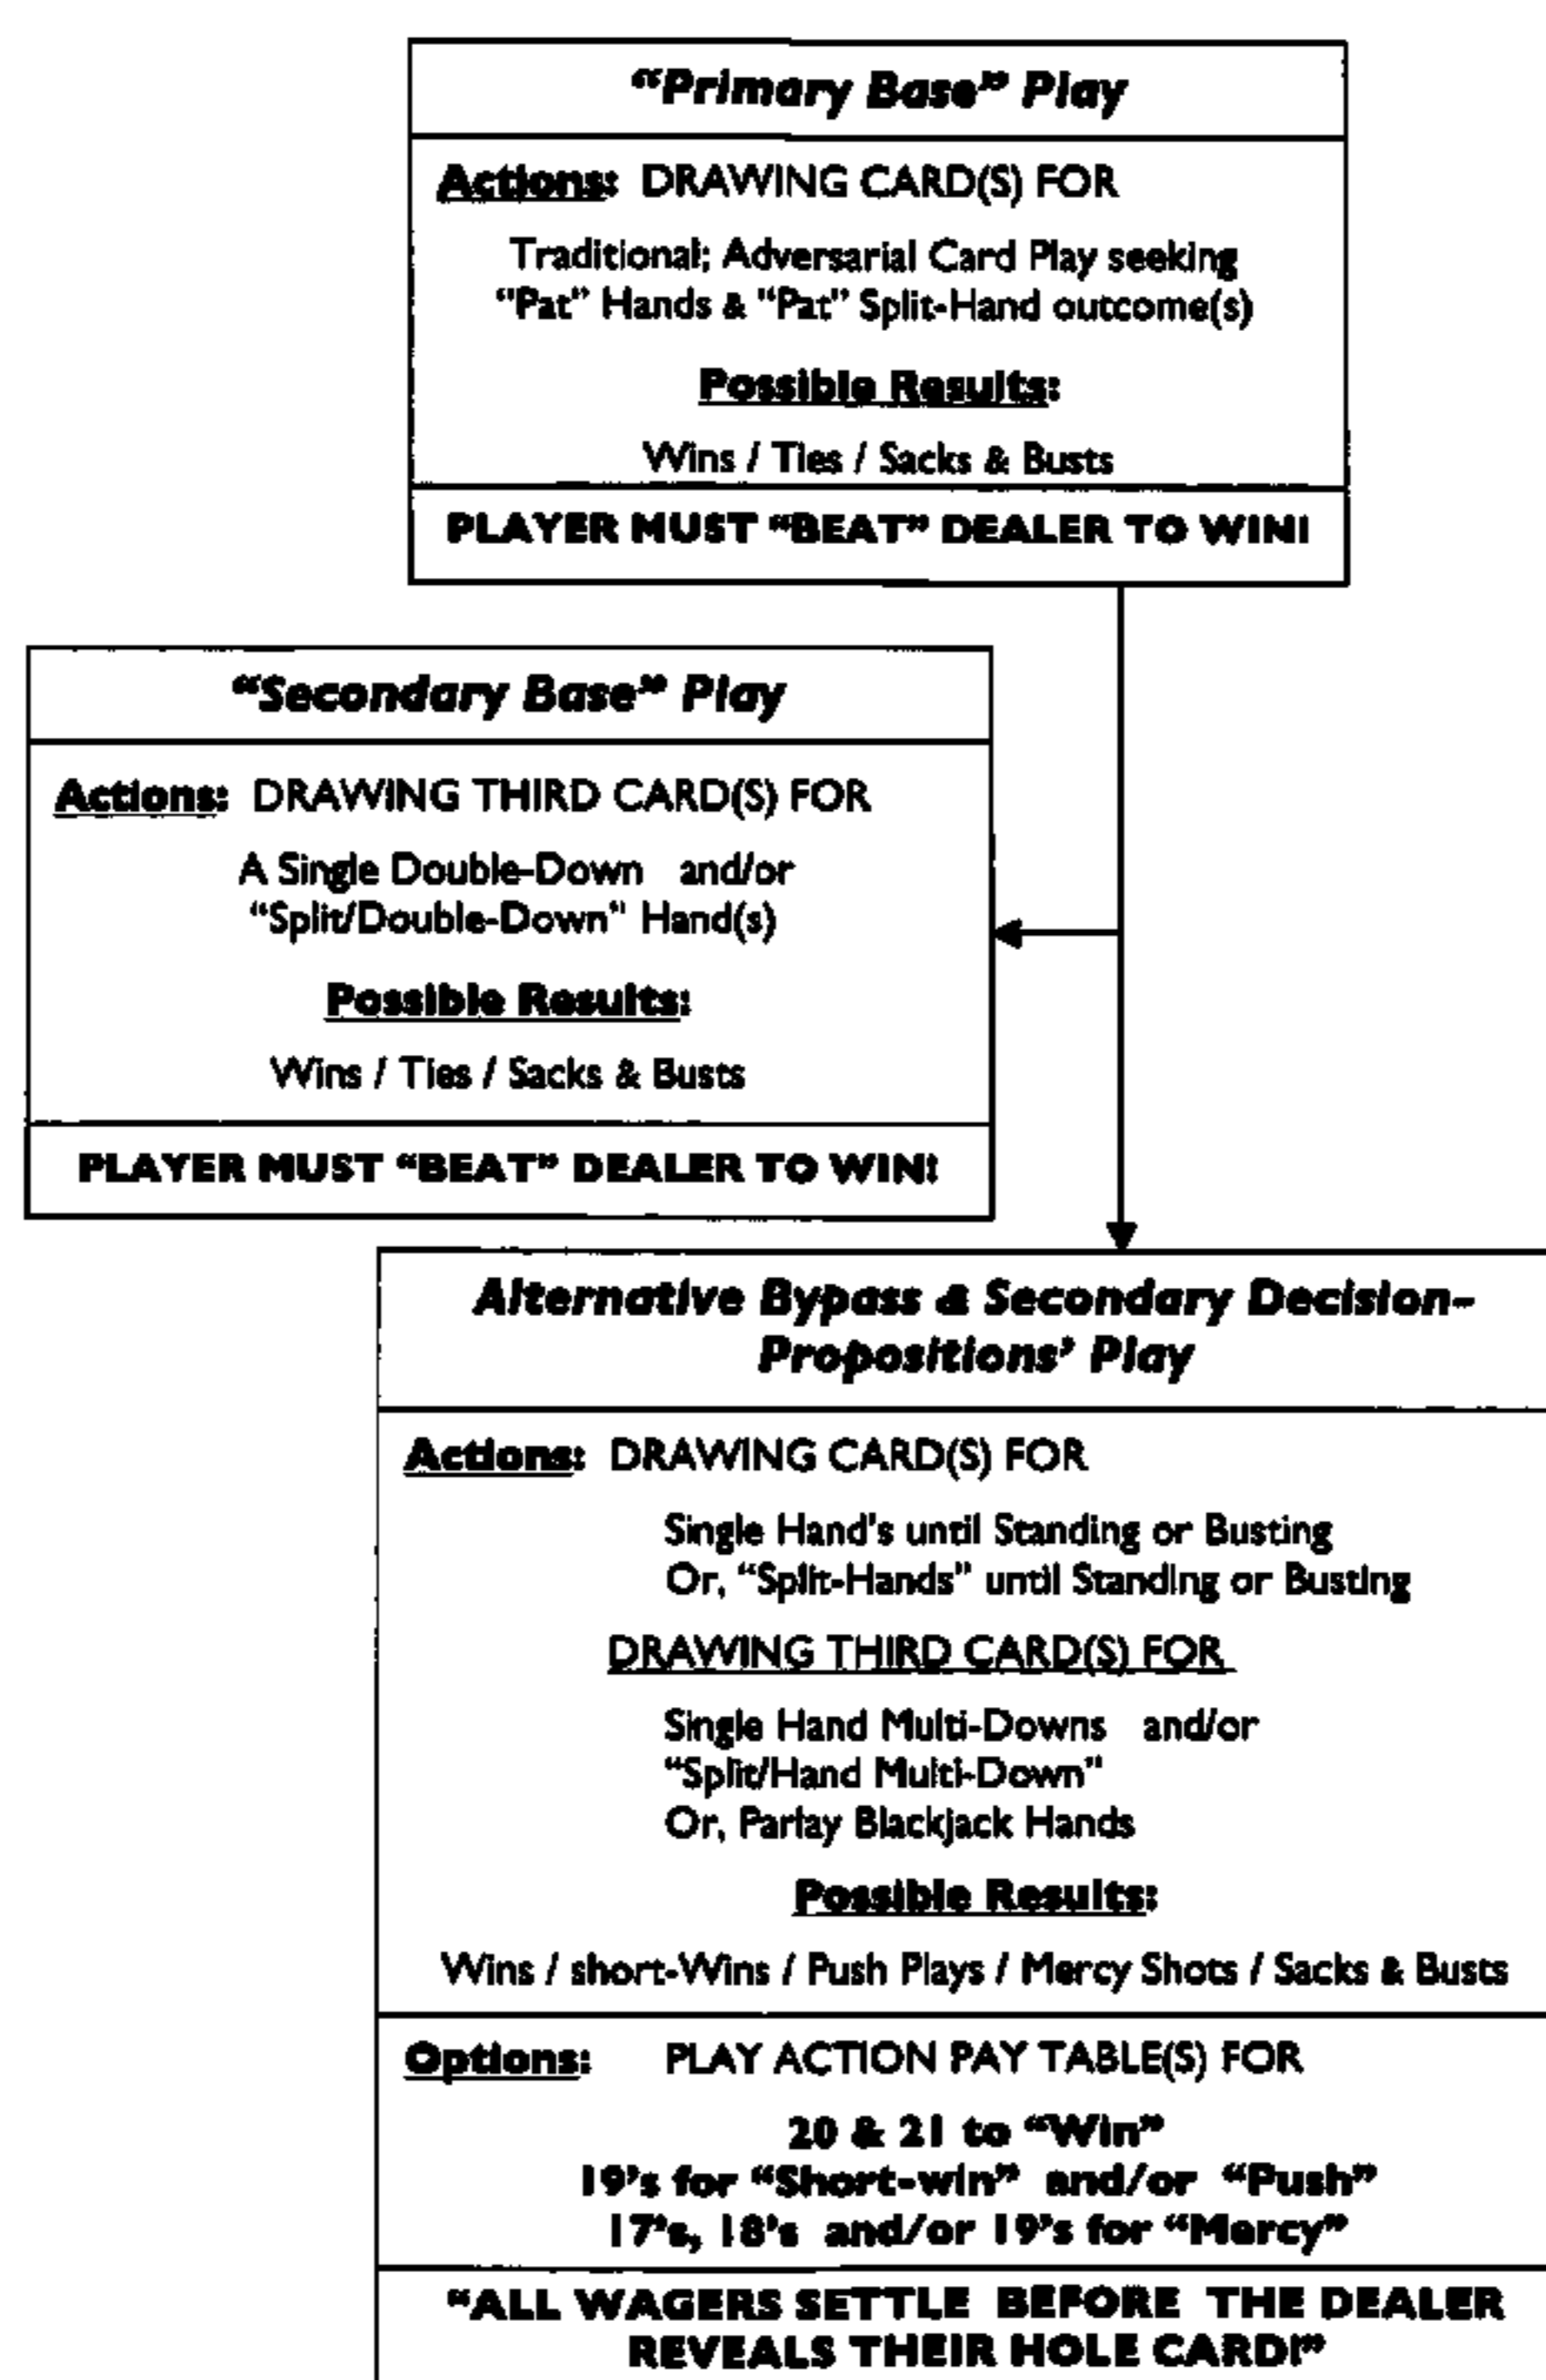 “Primary Base” Play
Actions: DRAWING CARD(S) FOR
Traditional; Adversarial Card Play seeking
“Pat” Hands & “Pat” Split-Hand outcome(s)
Possible Results:
Wins / Ties / Sacks & Busts
PLAYER MUST “BEAT” DEALER TO WIN!
“Secondary Base” Play
Actions: DRAWING THIRD CARD(S) FOR
A Single Double-Down and/or
“Split/Double-Down” Hand(s)
Possible Results:
Wins / Ties / Sacks & Busts
PLAYER MUST “BEAT” DEALER TO WIN!
Alternative Bypass & Secondary Decision-
Propositions’ Play
Actions: DRAWING CARD(S) FOR
Single Hand's until Standing or Busting
Or, “Split-Hands” until Standing or Busting
DRAWING THIRD CARD(S) FOR
Single Hand Multi-Downs and/or
“Split/Hand Multi-Down”
Or, Parlay Blackjack Hands
Possible Results:
Wins / short-Wins / Push Plays / Mercy Shots / Sacks & Busts
Options: PLAY ACTION PAY TABLE(S) FOR
20 & 21 to “Win”
19’s for “Short-win” and/or “Push”
17’s, 18’s and/or 19’s for “Mercy”
“ALL WAGERS SETTLE BEFORE THE DEALER
REVEALS THEIR HOLE CARD!”